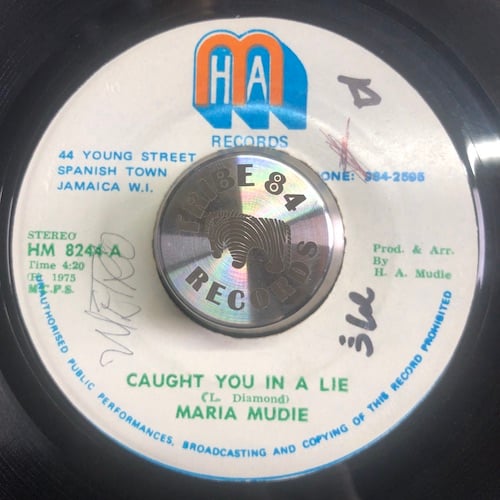 HAM
RECORDS
44 YOUNG STREET
SPANISH TOWN
JAMAICA W.I.
PHONE: 984-2595
STEREO
HM 8244-A
Time 4:20
(P) 1975
M.C.P.S.
Prod. & Arr.
By
H. A. Mudie
METRO
TRIBE 84
RECORDS
CAUGHT YOU IN A LIE
(L. Diamond)
MARIA MUDIE
UNAUTHORISED PUBLIC PERFORMANCES, BROADCASTING AND COPYING OF THIS RECORD PROHIBITED